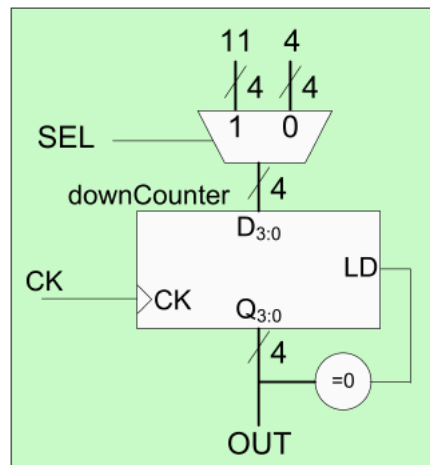 11 4
4 4
1 0
SEL
4
downCounter
D3:0
LD
CK
CK
Q3:0
4
=0
OUT